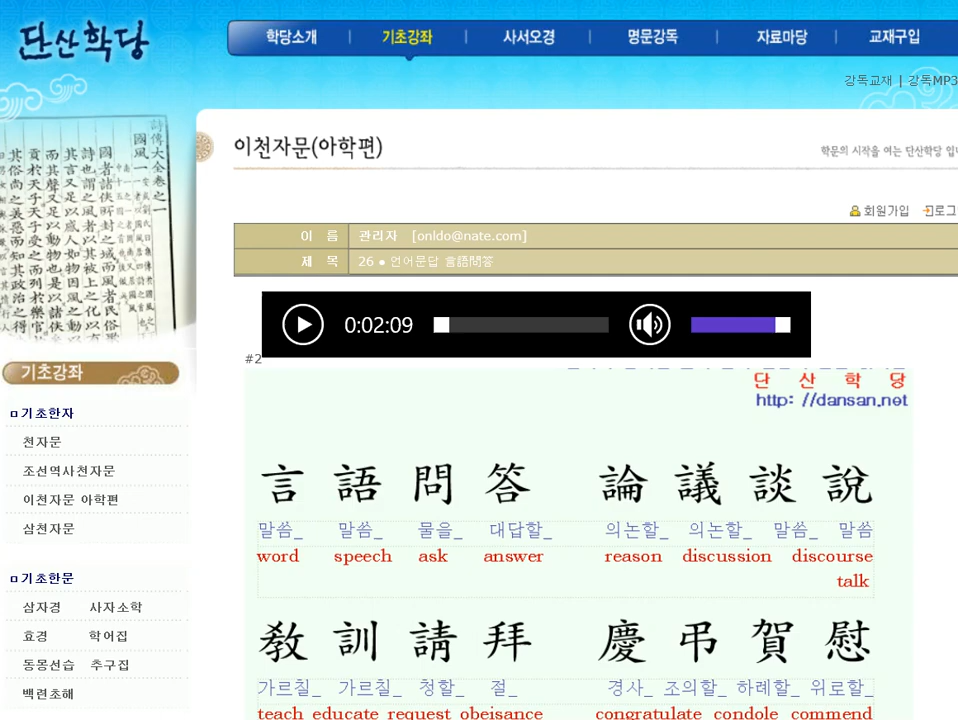 단산학당
학당소개 | 기초강좌 | 사서오경 | 명문강독 | 자료마당 | 교재구입
강독교재 | 강독MP3
이천자문(아학편)
학문의 시작을 여는 단산학당 입니
회원가입 로그
이 름 관리자 [onldo@nate.com]
제 목 26 ● 언어문답 言語問答
0:02:09
#2
단 산 학 당
http: //dansan.net
言 語 問 答 論 議 談 說
말씀_ 말씀_ 물을_ 대답할_ 의논할_ 의논할_ 말씀_ 말씀
word speech ask answer reason discussion discourse
talk
敎 訓 請 拜 慶 弔 賀 慰
가르칠_ 가르칠_ 청할_ 절_ 경사_ 조의할_ 하례할_ 위로할_
teach educate request obeisance congratulate condole commend
기초강좌
기초한자
천자문
조선역사천자문
이천자문 아학편
삼천자문
기초한문
삼자경 사자소학
효경 학어집
동몽선습 추구집
백련초해